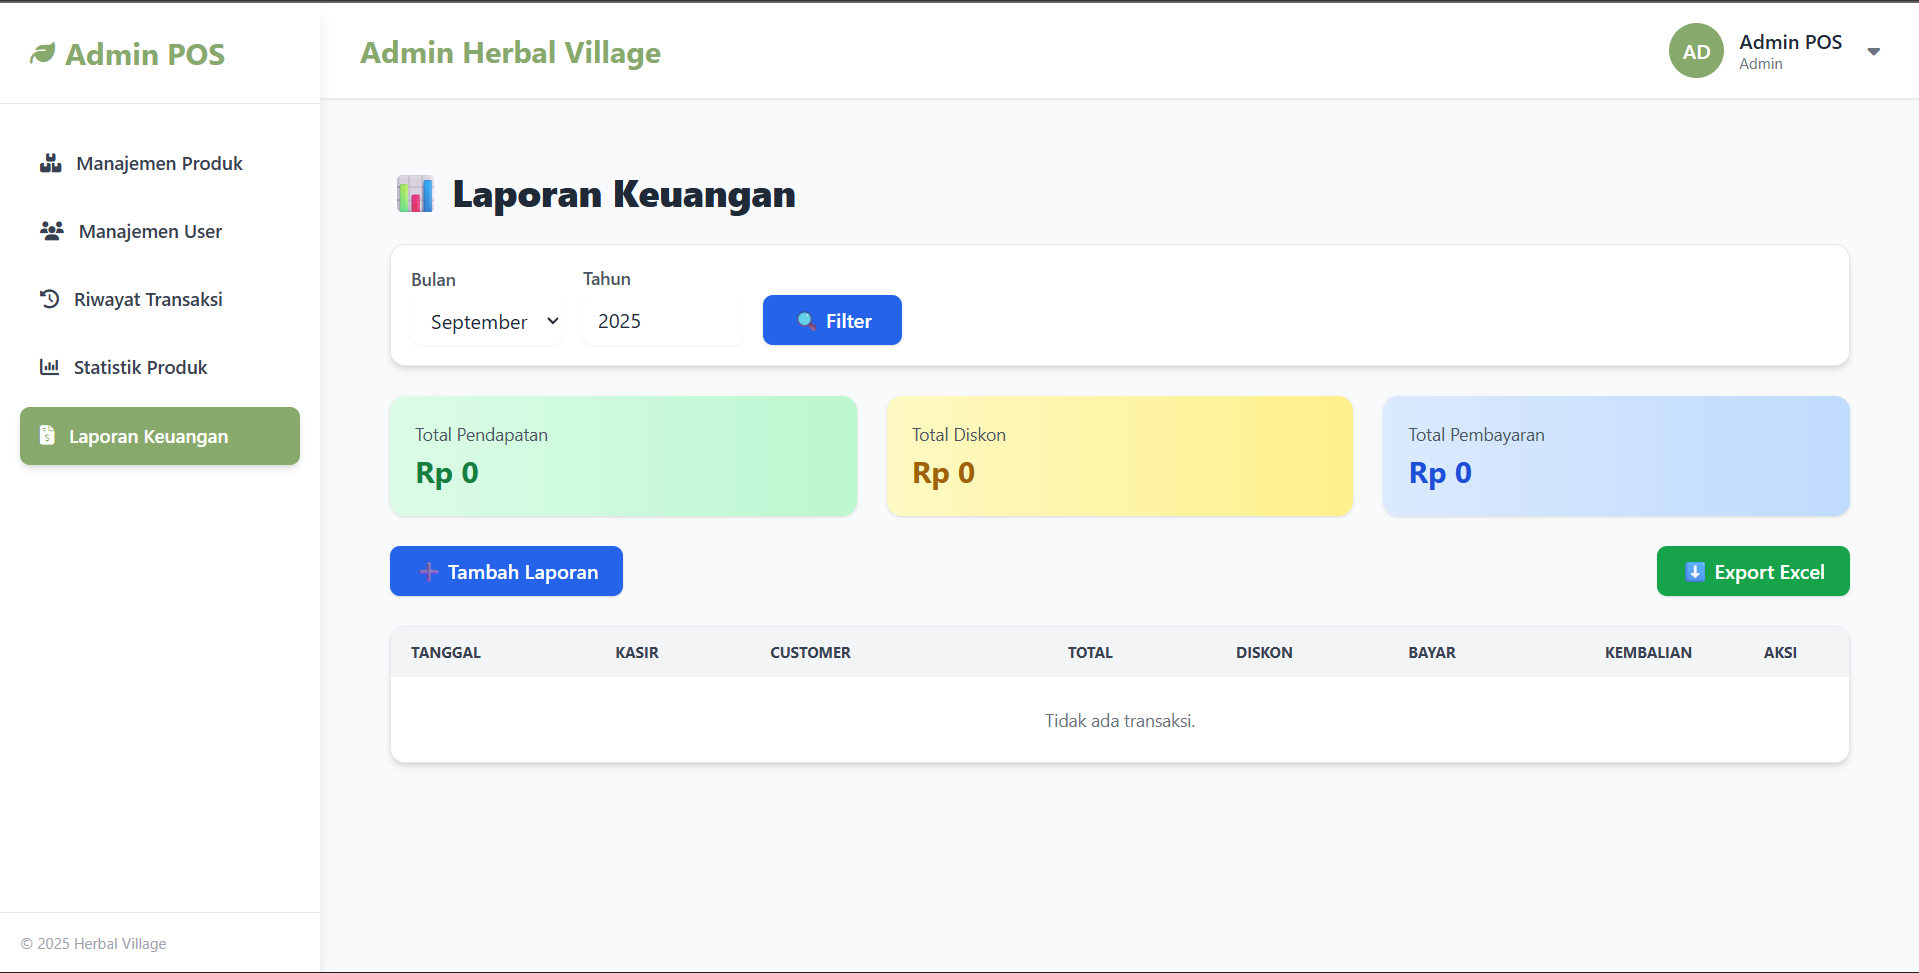 Admin POS
Admin Herbal Village
AD
Admin POS
Admin
Manajemen Produk
Manajemen User
Riwayat Transaksi
Statistik Produk
Laporan Keuangan
© 2025 Herbal Village
Laporan Keuangan
Bulan
Tahun
September
2025
Filter
Total Pendapatan
Rp 0
Total Diskon
Rp 0
Total Pembayaran
Rp 0
Tambah Laporan
Export Excel
TANGGAL KASIR CUSTOMER TOTAL DISKON BAYAR KEMBALIAN AKSI
Tidak ada transaksi.